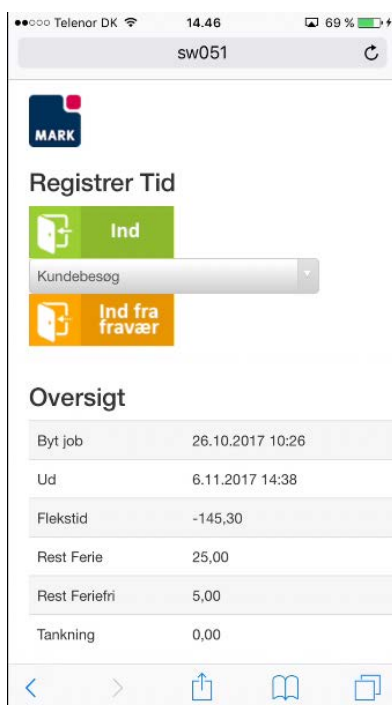 Telenor DK 14.46 69 %
sw051
MARK
Registrer Tid
Ind
Kundebesøg
Ind fra
fravær
Oversigt
Byt job 26.10.2017 10:26
Ud 6.11.2017 14:38
Flekstid -145,30
Rest Ferie 25,00
Rest Feriefri 5,00
Tankning 0,00